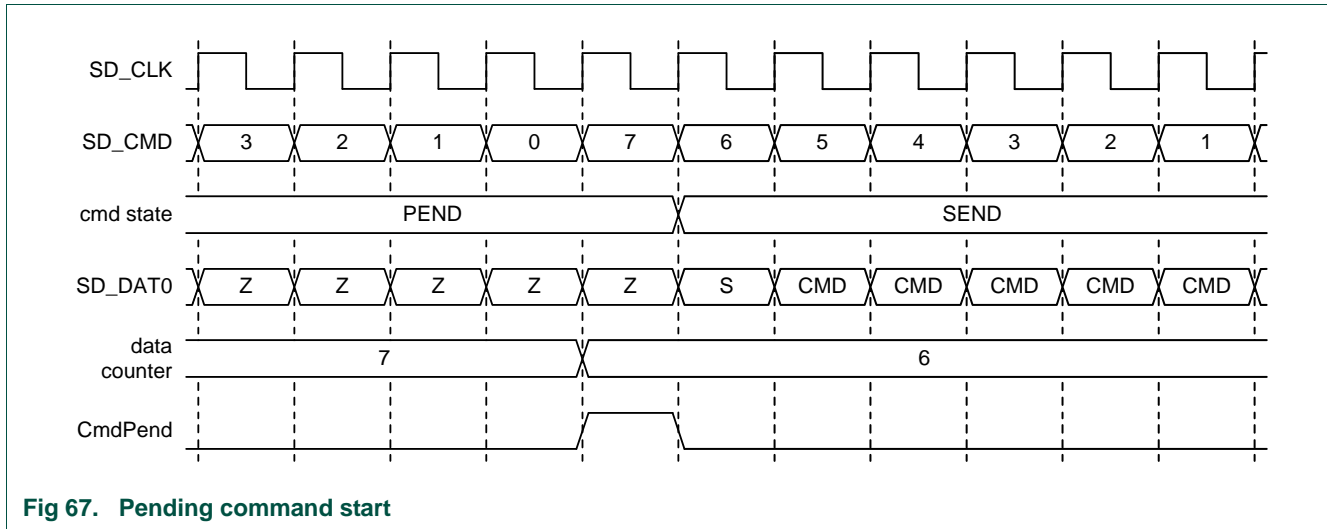 SD_CLK
SD_CMD 3 2 1 0 7 6 5 4 3 2 1
cmd state PEND SEND
SD_DAT0 Z Z Z Z Z S CMD CMD CMD CMD CMD
data
counter 7 6
CmdPend
Fig 67. Pending command start